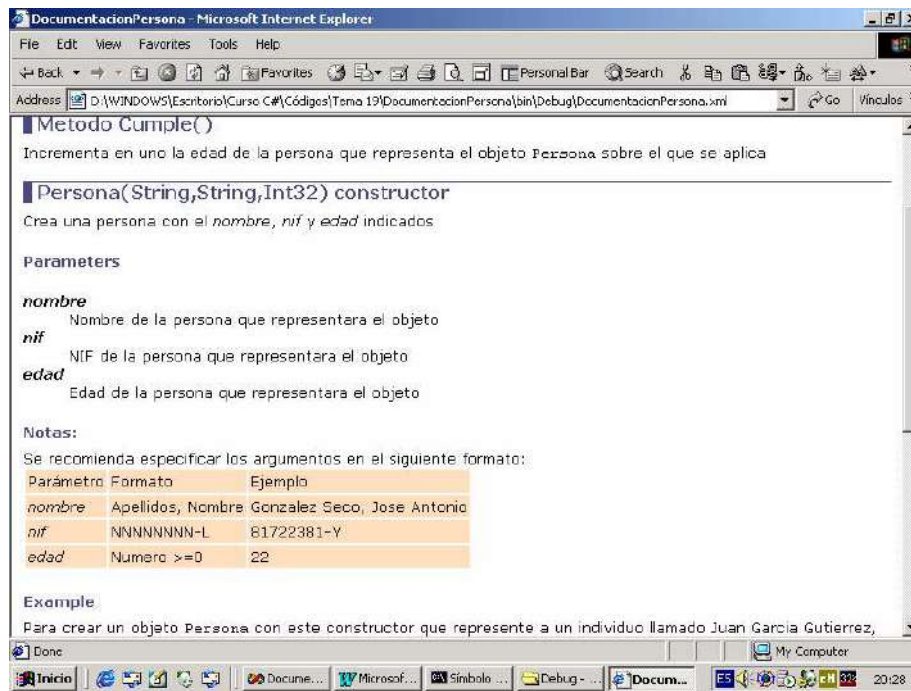 DocumentacionPersona - Microsoft Internet Explorer
File Edit View Favorites Tools Help
Back Favorites Personal Bar Search
Address D:\WINDOWS\Escritorio\Curso C#\Códigos\Tema 19\DocumentacionPersona\bin\Debug\DocumentacionPersona.xml Go Vínculos
Metodo Cumple()
Incrementa en uno la edad de la persona que representa el objeto Persona sobre el que se aplica
Persona(String,String,Int32) constructor
Crea una persona con el nombre, nif y edad indicados
Parameters
nombre
Nombre de la persona que representara el objeto
nif
NIF de la persona que representara el objeto
edad
Edad de la persona que representara el objeto
Notas:
Se recomienda especificar los argumentos en el siguiente formato:
Parámetro Formato Ejemplo
nombre Apellidos, Nombre Gonzalez Seco, Jose Antonio
nif NNNNNNNN-L 81722381-Y
edad Numero >=0 22
Example
Para crear un objeto Persona con este constructor que represente a un individuo llamado Juan Garcia Gutierrez,
Done My Computer
Inicio Docume... Microsof... Símbolo ... Debug - ... Docum... ES 20:28